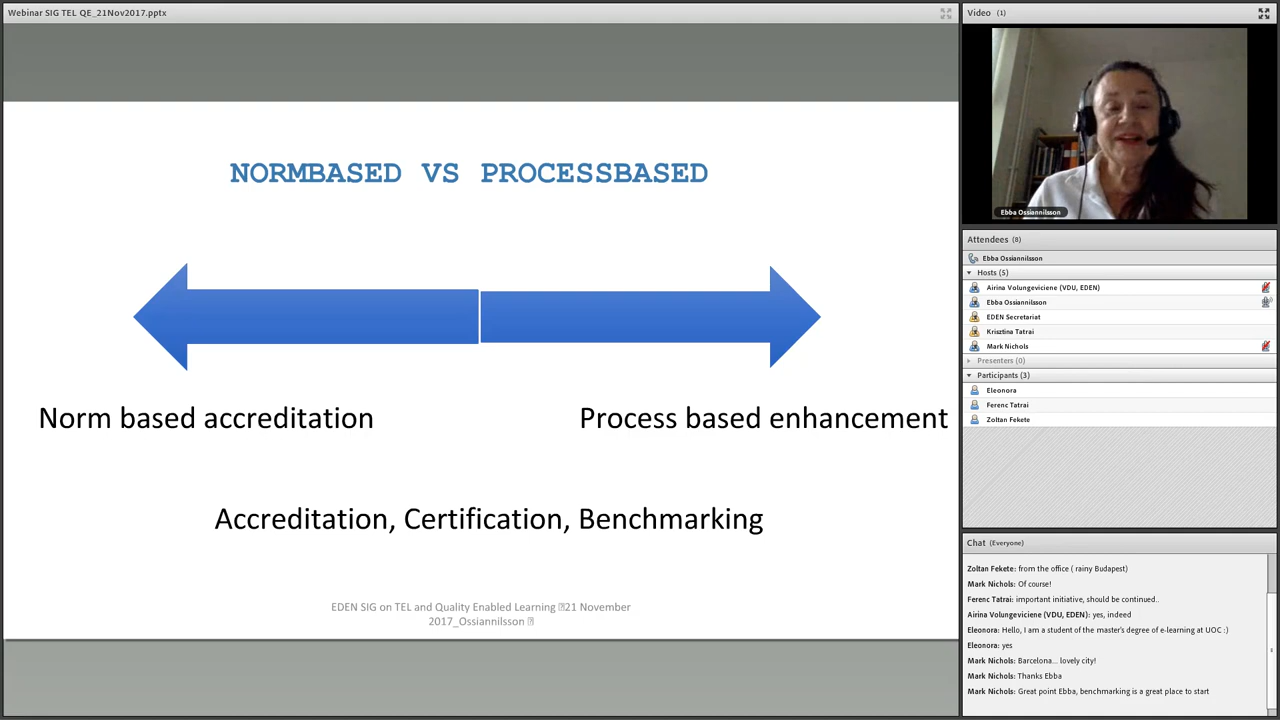 Webinar SIG TEL QE_21Nov2017.pptx
NORMBASED VS PROCESSBASED
Norm based accreditation
Process based enhancement
Accreditation, Certification, Benchmarking
EDEN SIG on TEL and Quality Enabled Learning 21 November
2017_Ossiannilsson
Video (1)
Ebba Ossiannilsson
Attendees (8)
Ebba Ossiannilsson
Hosts (5)
Airina Volungeviciene (VDU, EDEN)
Ebba Ossiannilsson
EDEN Secretariat
Krisztina Tatrai
Mark Nichols
Presenters (0)
Participants (3)
Eleonora
Ferenc Tatrai
Zoltan Fekete
Chat (Everyone)
Zoltan Fekete: from the office ( rainy Budapest)
Mark Nichols: Of course!
Ferenc Tatrai: important initiative, should be continued..
Airina Volungeviciene (VDU, EDEN): yes, indeed
Eleonora: Hello, I am a student of the master's degree of e-learning at UOC :)
Eleonora: yes
Mark Nichols: Barcelona... lovely city!
Mark Nichols: Thanks Ebba
Mark Nichols: Great point Ebba, benchmarking is a great place to start